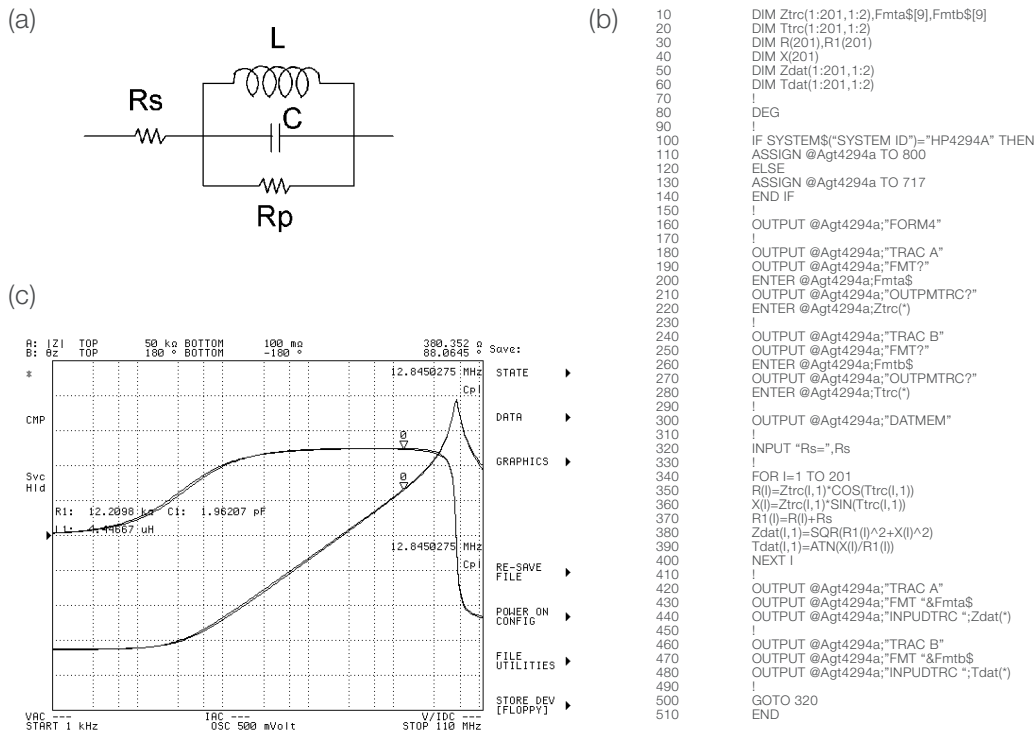 (a)
L
Rs
C
Rp
(b)
10 DIM Ztrc(1:201,1:2),Fmta$[9],Fmtb$[9]
20 DIM Ttrc(1:201,1:2)
30 DIM R(201),R1(201)
40 DIM X(201)
50 DIM Zdat(1:201,1:2)
60 DIM Tdat(1:201,1:2)
70 !
80 DEG
90 !
100 IF SYSTEM$(“SYSTEM ID”)=”HP4294A” THEN
110 ASSIGN @Agt4294a TO 800
120 ELSE
130 ASSIGN @Agt4294a TO 717
140 END IF
150 !
160 OUTPUT @Agt4294a;”FORM4”
170 !
180 OUTPUT @Agt4294a;”TRAC A”
190 OUTPUT @Agt4294a;”FMT?”
200 ENTER @Agt4294a;Fmta$
210 OUTPUT @Agt4294a;”OUTPMTRC?”
220 ENTER @Agt4294a;Ztrc(*)
230 !
240 OUTPUT @Agt4294a;”TRAC B”
250 OUTPUT @Agt4294a;”FMT?”
260 ENTER @Agt4294a;Fmtb$
270 OUTPUT @Agt4294a;”OUTPMTRC?”
280 ENTER @Agt4294a;Ttrc(*)
290 !
300 OUTPUT @Agt4294a;”DATMEM”
310 !
320 INPUT “Rs=”,Rs
330 !
340 FOR I=1 TO 201
350 R(I)=Ztrc(I,1)*COS(Ttrc(I,1))
360 X(I)=Ztrc(I,1)*SIN(Ttrc(I,1))
370 R1(I)=R(I)+Rs
380 Zdat(I,1)=SQR(R1(I)^2+X(I)^2)
390 Tdat(I,1)=ATN(X(I)/R1(I))
400 NEXT I
410 !
420 OUTPUT @Agt4294a;”TRAC A”
430 OUTPUT @Agt4294a;”FMT “&Fmta$
440 OUTPUT @Agt4294a;”INPUDTRC “;Zdat(*)
450 !
460 OUTPUT @Agt4294a;”TRAC B”
470 OUTPUT @Agt4294a;”FMT “&Fmtb$
480 OUTPUT @Agt4294a;”INPUDTRC “;Tdat(*)
490 !
500 GOTO 320
510 END
(c)
A: |Z| TOP 50 kΩ BOTTOM 100 mΩ 380.352 Ω
B: θz TOP 180 ° BOTTOM -180 ° 88.0645 °
Save:
12.8450275 MHz
Cpl
STATE
*
CMP
DATA
0
GRAPHICS
Svc
Hld
0
R1: 12.2098 kΩ C1: 1.96207 pF
L1: 4.44667 uH
12.8450275 MHz
Cpl
RE-SAVE
FILE
POWER ON
CONFIG
FILE
UTILITIES
STORE DEV
[FLOPPY]
VAC --- IAC --- V/IDC ---
START 1 kHz OSC 500 mVolt STOP 110 MHz